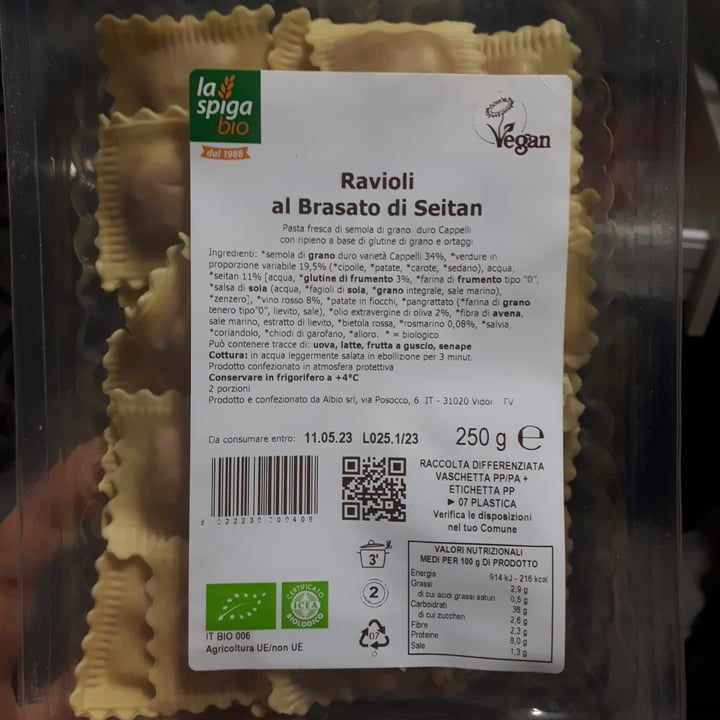 la
spiga
bio
dal 1988
Vegan
Ravioli
al Brasato di Seitan
Pasta fresca di semola di grano duro Cappelli
con ripieno a base di glutine di grano e ortaggi
Ingredienti: *semola di grano duro varietà Cappelli 34%, *verdure in
proporzione variabile 19,5% (*cipolle, *patate, *carote, *sedano), acqua,
*seitan 11% [acqua, *glutine di frumento 3%, *farina di frumento tipo "0",
*salsa di soia (acqua, *fagioli di soia, *grano integrale, sale marino),
*zenzero], *vino rosso 8%, *patate in fiocchi, *pangrattato (*farina di grano
tenero tipo"0", lievito, sale), *olio extravergine di oliva 2%, *fibra di avena,
sale marino, estratto di lievito, *bietola rossa, *rosmarino 0,08%, *salvia,
*coriandolo, *chiodi di garofano, *alloro. * = biologico
Può contenere tracce di: uova, latte, frutta a guscio, senape
Cottura: in acqua leggermente salata in ebollizione per 3 minuti
Prodotto confezionato in atmosfera protettiva
Conservare in frigorifero a +4°C
2 porzioni
Prodotto e confezionato da Albio srl, via Posocco, 6 IT - 31020 Vidor TV
Da consumare entro: 11.05.23 L025.1/23 250 g e
RACCOLTA DIFFERENZIATA
VASCHETTA PP/PA +
ETICHETTA PP
► 07 PLASTICA
Verifica le disposizioni
nel tuo Comune
8 022230 009409
3'
2
07
CERTIFICATO
ICEA
BIOLOGICO
IT BIO 006
Agricoltura UE/non UE
VALORI NUTRIZIONALI
MEDI PER 100 g DI PRODOTTO
Energia 914 kJ - 216 kcal
Grassi 2,9 g
di cui acidi grassi saturi 0,5 g
Carboidrati 38 g
di cui zuccheri 2,6 g
Fibre 2,3 g
Proteine 8,0 g
Sale 1,3 g